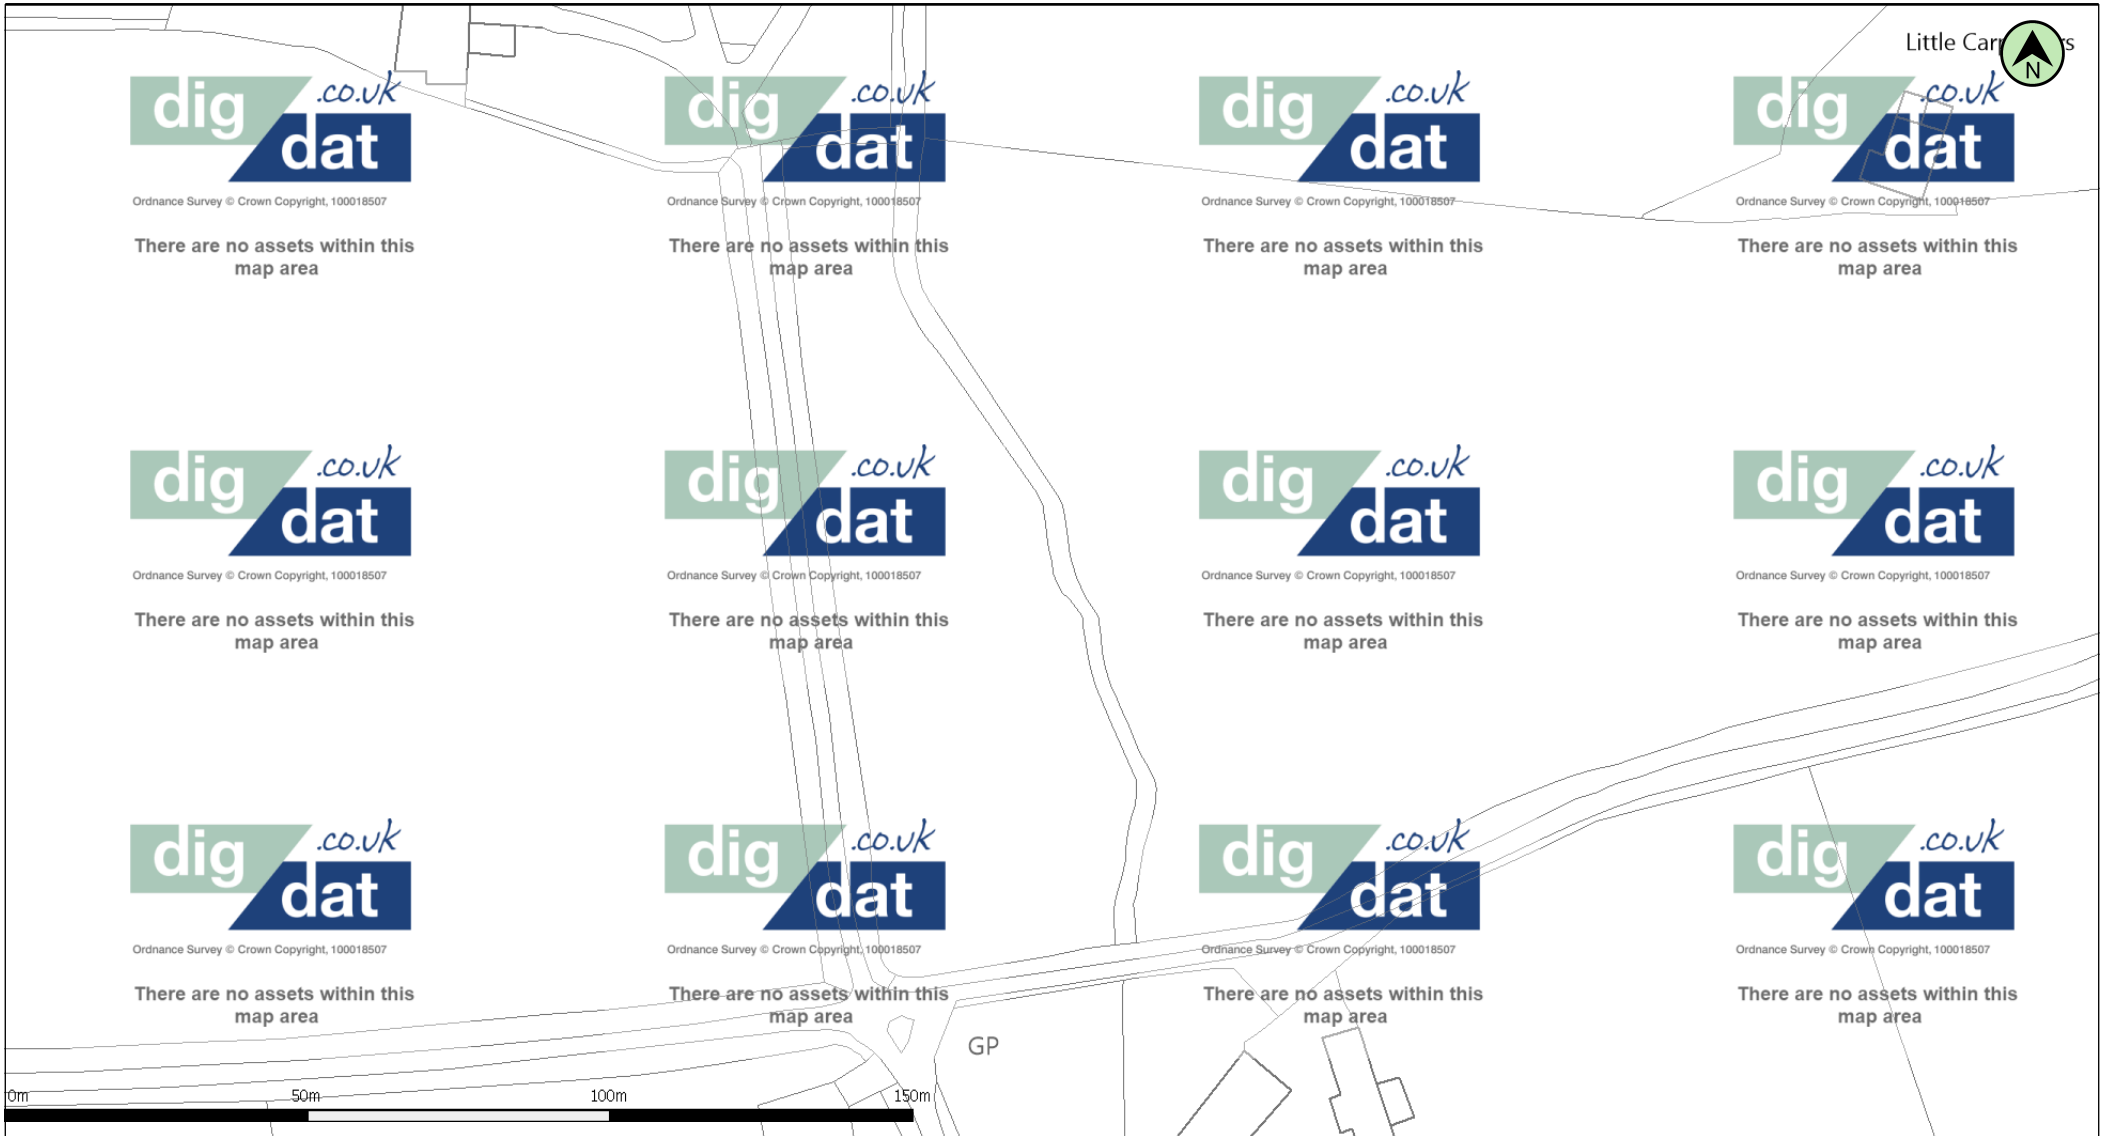 Little Car
rs
N
dig .co.uk
dat
Ordnance Survey © Crown Copyright, 100018507
There are no assets within this
map area
dig .co.uk
dat
Ordnance Survey © Crown Copyright, 100018507
There are no assets within this
map area
dig .co.uk
dat
Ordnance Survey © Crown Copyright, 100018507
There are no assets within this
map area
dig .co.uk
dat
Ordnance Survey © Crown Copyright, 100018507
There are no assets within this
map area
dig .co.uk
dat
Ordnance Survey © Crown Copyright, 100018507
There are no assets within this
map area
dig .co.uk
dat
Ordnance Survey © Crown Copyright, 100018507
There are no assets within this
map area
dig .co.uk
dat
Ordnance Survey © Crown Copyright, 100018507
There are no assets within this
map area
dig .co.uk
dat
Ordnance Survey © Crown Copyright, 100018507
There are no assets within this
map area
dig .co.uk
dat
Ordnance Survey © Crown Copyright, 100018507
There are no assets within this
map area
dig .co.uk
dat
Ordnance Survey © Crown Copyright, 100018507
There are no assets within this
map area
dig .co.uk
dat
Ordnance Survey © Crown Copyright, 100018507
There are no assets within this
map area
dig .co.uk
dat
Ordnance Survey © Crown Copyright, 100018507
There are no assets within this
map area
GP
0m 50m 100m 150m